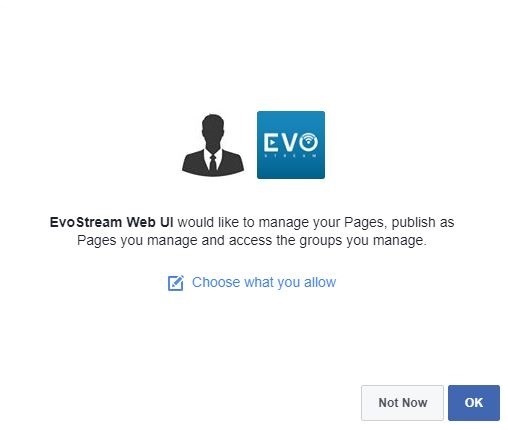 EVO
STREAM
EvoStream Web UI would like to manage your Pages, publish as
Pages you manage and access the groups you manage.
Choose what you allow
Not Now
OK